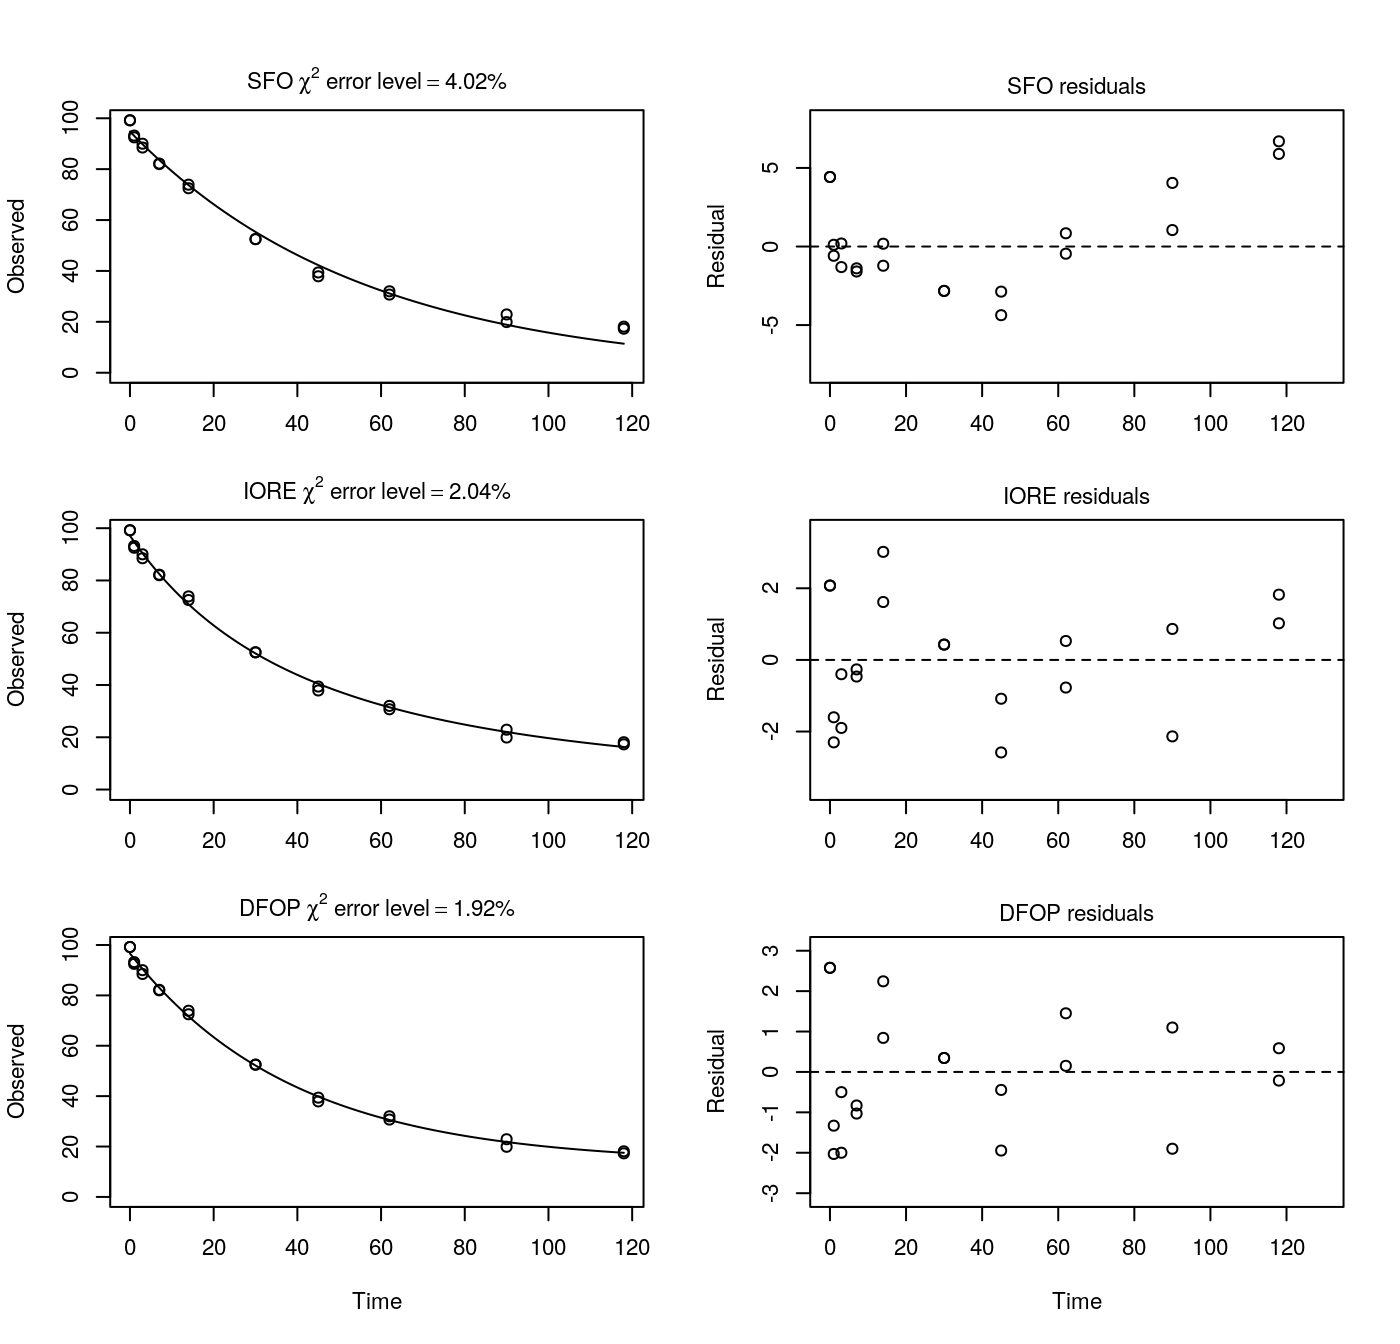 SFO χ² error level = 4.02%
Observed
100
80
60
40
20
0
0 20 40 60 80 100 120
SFO residuals
Residual
5
0
-5
0 20 40 60 80 100 120
IORE χ² error level = 2.04%
Observed
100
80
60
40
20
0
0 20 40 60 80 100 120
IORE residuals
Residual
2
0
-2
0 20 40 60 80 100 120
DFOP χ² error level = 1.92%
Observed
100
80
60
40
20
0
0 20 40 60 80 100 120
Time
DFOP residuals
Residual
3
2
1
0
-1
-2
-3
0 20 40 60 80 100 120
Time